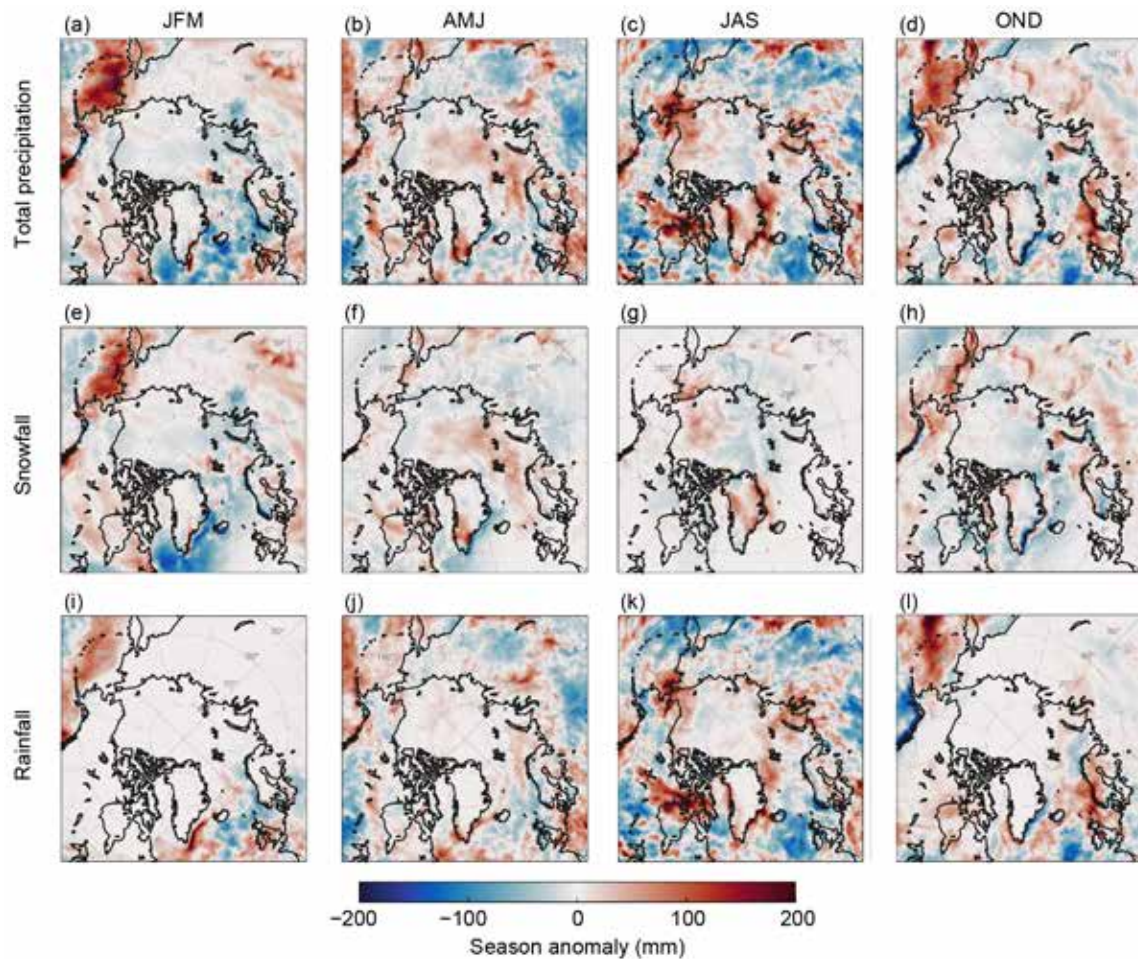 JFM AMJ JAS OND
(a) (b) (c) (d)
Total precipitation
(e) (f) (g) (h)
Snowfall
(i) (j) (k) (l)
Rainfall
−200 −100 0 100 200
Season anomaly (mm)